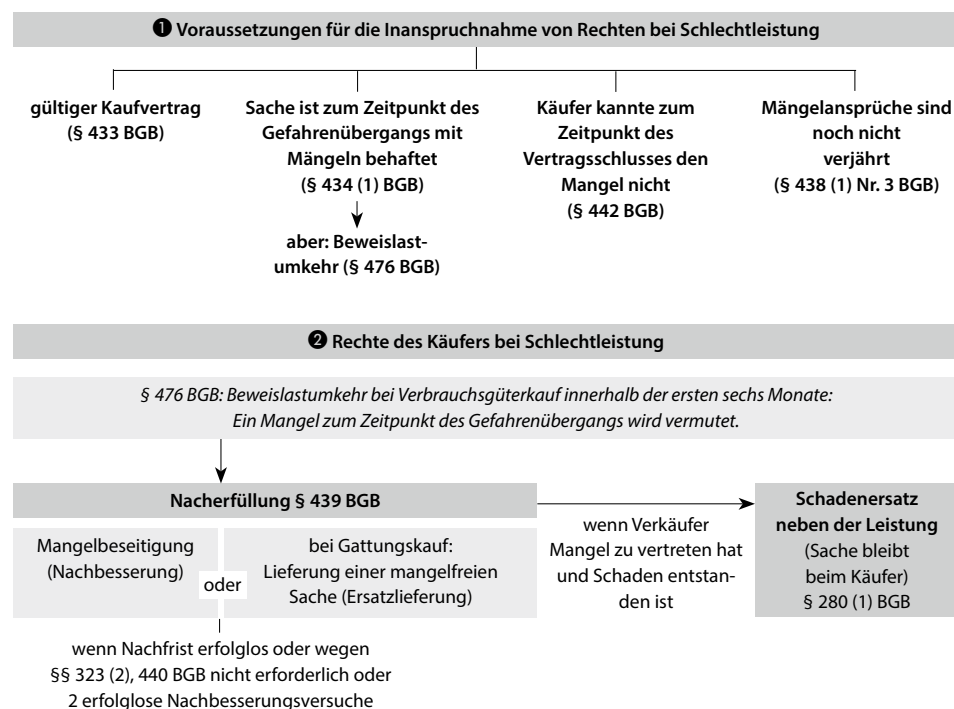 ❶ Voraussetzungen für die Inanspruchnahme von Rechten bei Schlechtleistung
gültiger Kaufvertrag
(§ 433 BGB)
Sache ist zum Zeitpunkt des
Gefahrenübergangs mit
Mängeln behaftet
(§ 434 (1) BGB)
aber: Beweislast-
umkehr (§ 476 BGB)
Käufer kannte zum
Zeitpunkt des
Vertragsschlusses den
Mangel nicht
(§ 442 BGB)
Mängelansprüche sind
noch nicht
verjährt
(§ 438 (1) Nr. 3 BGB)
❷ Rechte des Käufers bei Schlechtleistung
§ 476 BGB: Beweislastumkehr bei Verbrauchsgüterkauf innerhalb der ersten sechs Monate:
Ein Mangel zum Zeitpunkt des Gefahrenübergangs wird vermutet.
Nacherfüllung § 439 BGB
Mangelbeseitigung
(Nachbesserung)
oder
bei Gattungskauf:
Lieferung einer mangelfreien
Sache (Ersatzlieferung)
wenn Verkäufer
Mangel zu vertreten hat
und Schaden entstan-
den ist
Schadenersatz
neben der Leistung
(Sache bleibt
beim Käufer)
§ 280 (1) BGB
wenn Nachfrist erfolglos oder wegen
§§ 323 (2), 440 BGB nicht erforderlich oder
2 erfolglose Nachbesserungsversuche